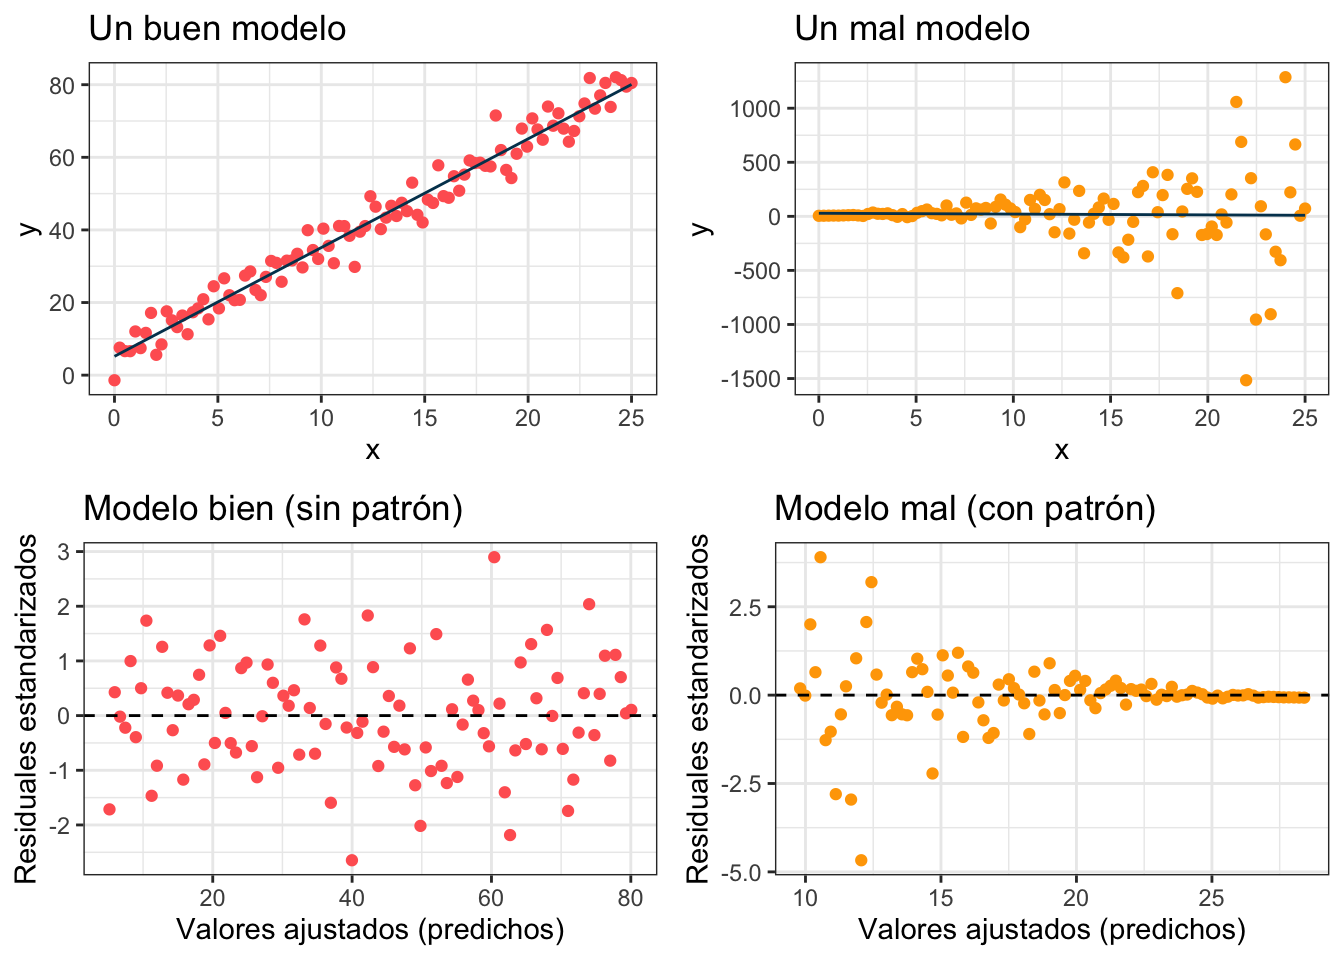 Un buen modelo
80
60
40
20
0
y
0 5 10 15 20 25
x
Un mal modelo
1000
500
0
-500
-1000
-1500
y
0 5 10 15 20 25
x
Modelo bien (sin patrón)
3
2
1
0
-1
-2
Residuales estandarizados
20 40 60 80
Valores ajustados (predichos)
Modelo mal (con patrón)
2.5
0.0
-2.5
-5.0
Residuales estandarizados
10 15 20 25
Valores ajustados (predichos)